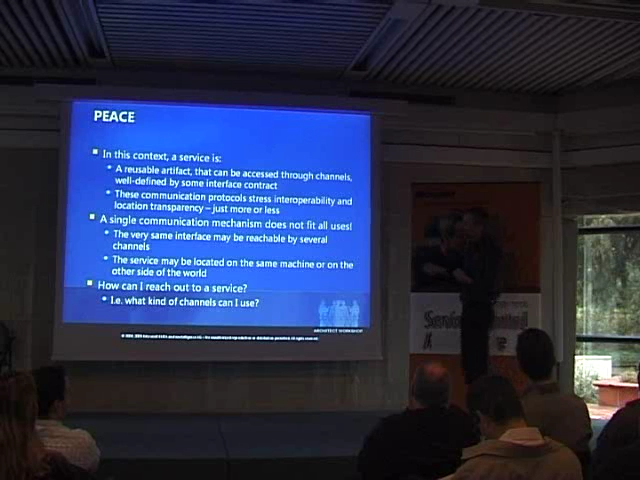 PEACE
In this context, a service is:
A reusable artifact, that can be accessed through channels,
well-defined by some interface contract
These communication protocols stress interoperability and
location transparency – just more or less
A single communication mechanism does not fit all uses!
The very same interface may be reachable by several
channels
The service may be located on the same machine or on the
other side of the world
How can I reach out to a service?
I.e. what kind of channels can I use?
ARCHITECT WORKSHOP